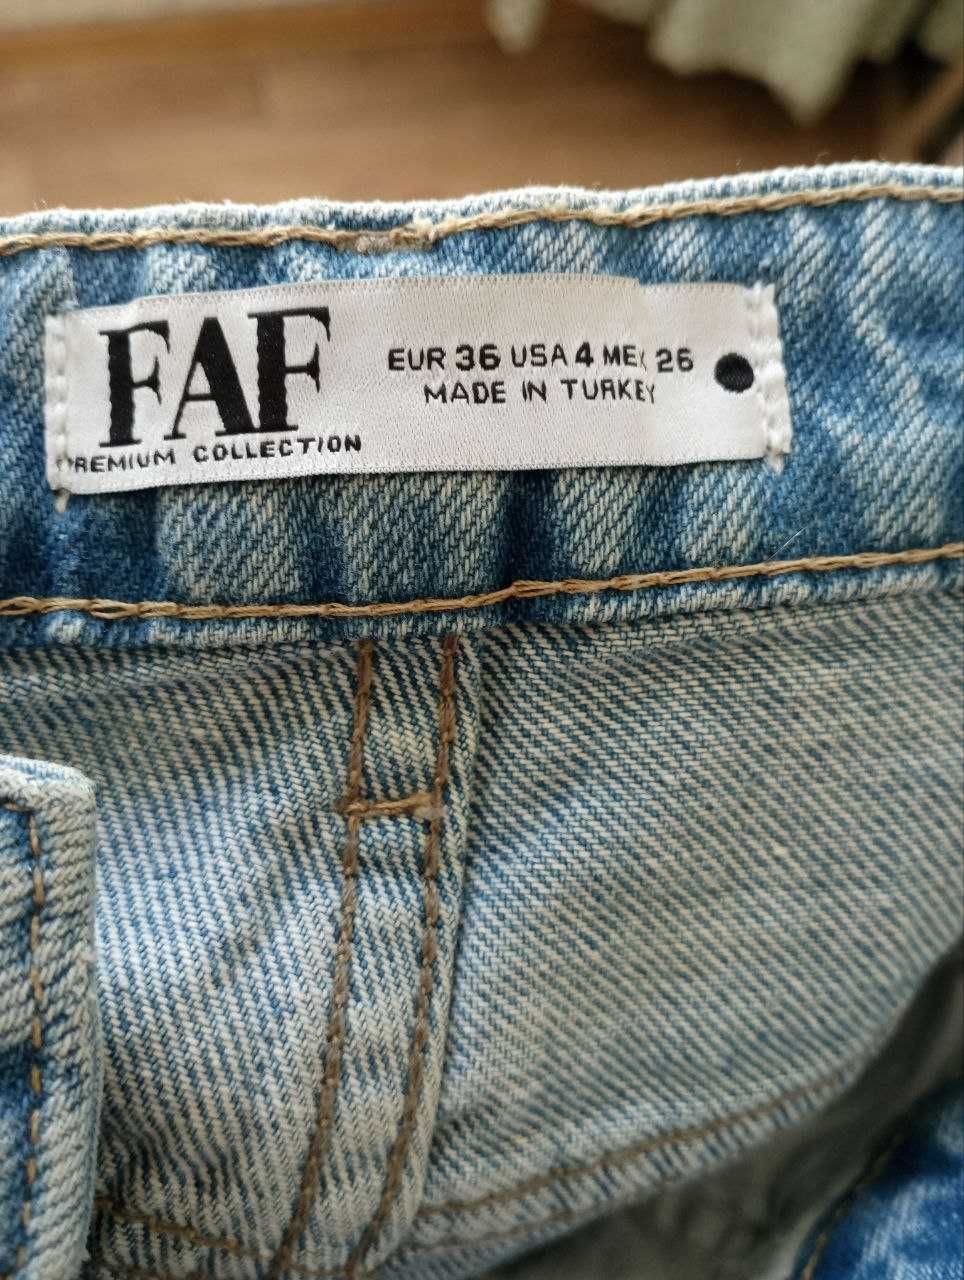 FAF
PREMIUM COLLECTION
EUR 36 USA 4 MEX 26
MADE IN TURKEY